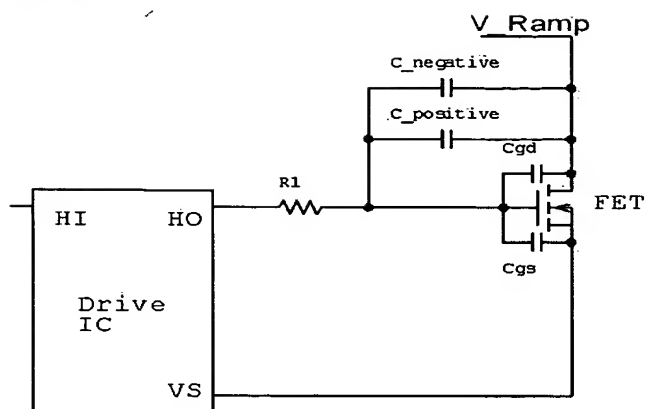 V_Ramp
C_negative
C_positive
Cgd
R1
FET
HI HO
Cgs
Drive
IC
VS